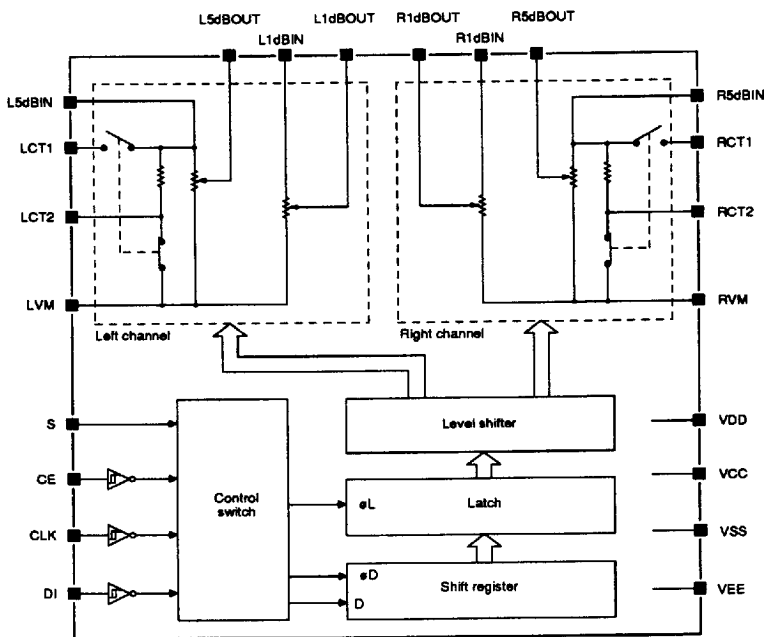 L5dBOUT L1dBOUT R1dBOUT R5dBOUT
L1dBIN R1dBIN
L5dBIN R5dBIN
LCT1 RCT1
LCT2 RCT2
LVM RVM
Left channel Right channel
S Level shifter VDD
CE VCC
Control switch øL Latch
CLK VSS
øD Shift register VEE
DI D